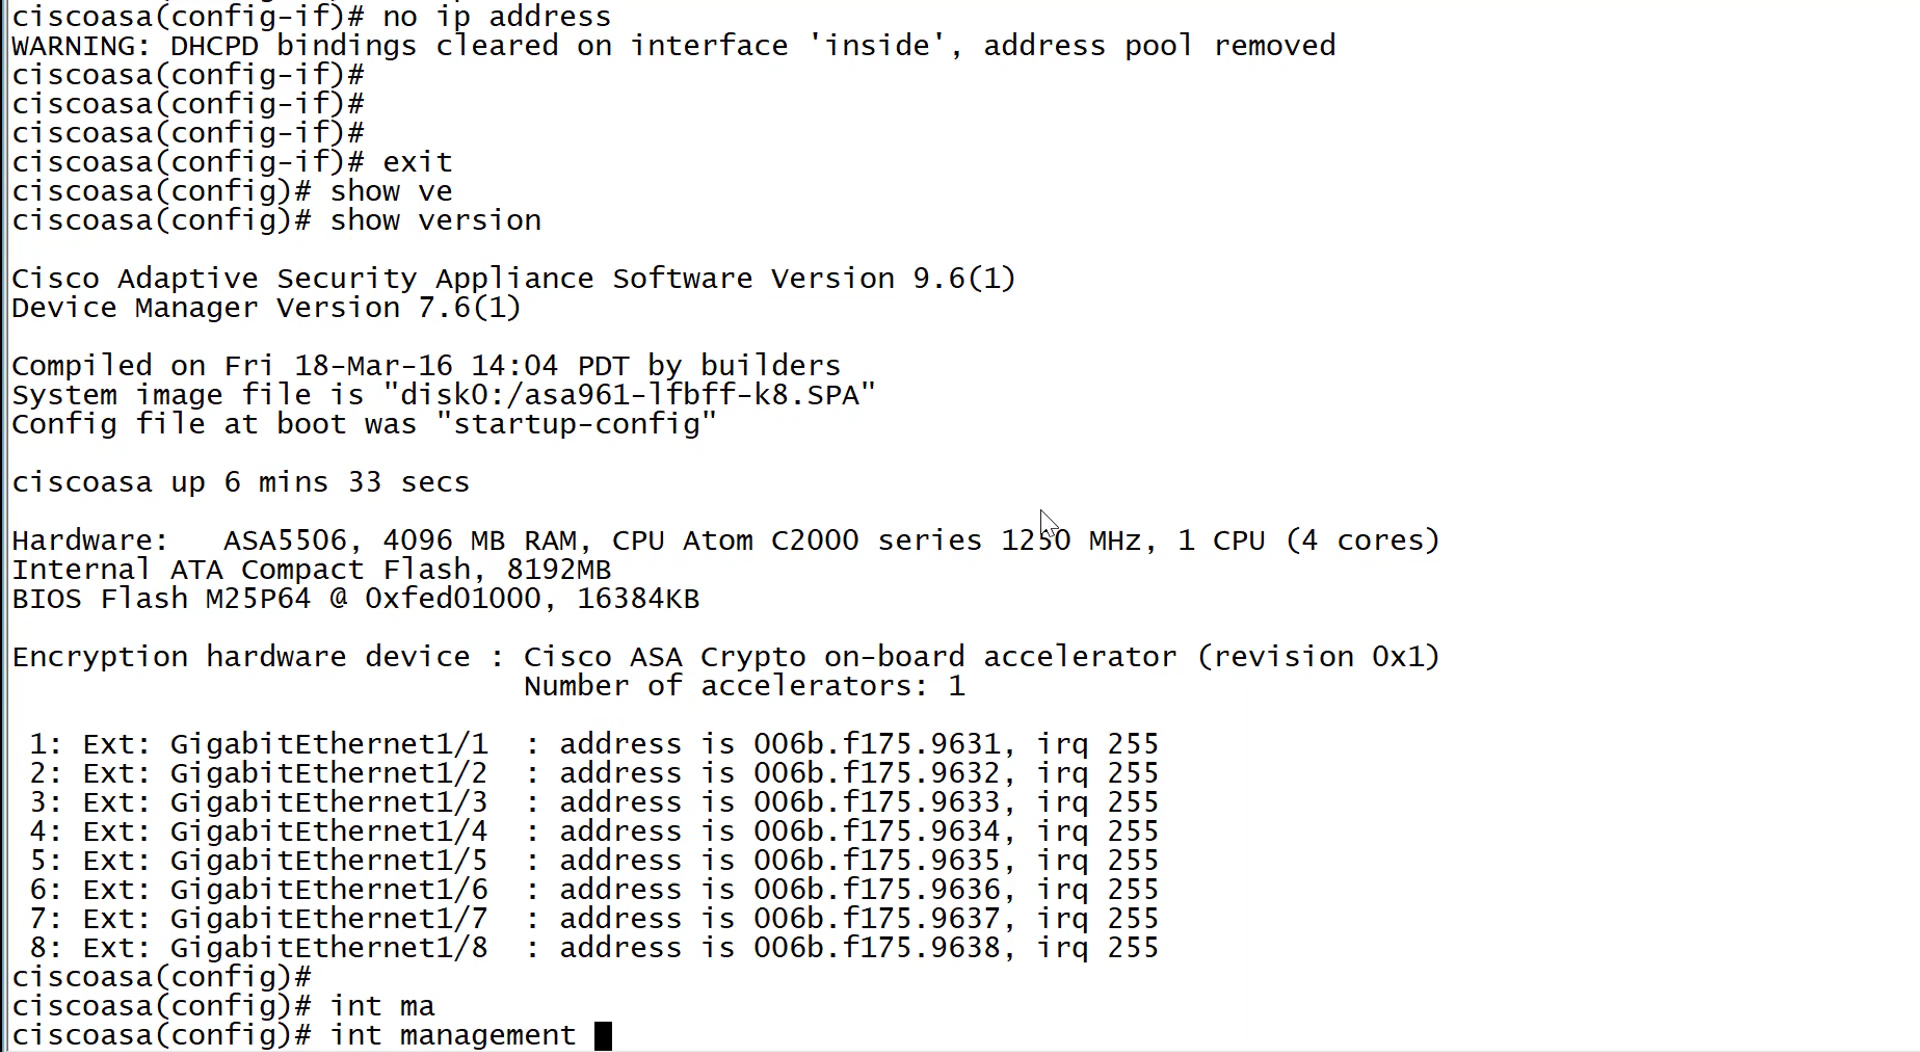 ciscoasa(config-if)# no ip address
WARNING: DHCPD bindings cleared on interface 'inside', address pool removed
ciscoasa(config-if)#
ciscoasa(config-if)#
ciscoasa(config-if)#
ciscoasa(config-if)# exit
ciscoasa(config)# show ve
ciscoasa(config)# show version
Cisco Adaptive Security Appliance Software Version 9.6(1)
Device Manager Version 7.6(1)
Compiled on Fri 18-Mar-16 14:04 PDT by builders
System image file is "disk0:/asa961-lfbff-k8.SPA"
Config file at boot was "startup-config"
ciscoasa up 6 mins 33 secs
Hardware:   ASA5506, 4096 MB RAM, CPU Atom C2000 series 1250 MHz, 1 CPU (4 cores)
Internal ATA Compact Flash, 8192MB
BIOS Flash M25P64 @ 0xfed01000, 16384KB
Encryption hardware device : Cisco ASA Crypto on-board accelerator (revision 0x1)
Number of accelerators: 1
1: Ext: GigabitEthernet1/1  : address is 006b.f175.9631, irq 255
2: Ext: GigabitEthernet1/2  : address is 006b.f175.9632, irq 255
3: Ext: GigabitEthernet1/3  : address is 006b.f175.9633, irq 255
4: Ext: GigabitEthernet1/4  : address is 006b.f175.9634, irq 255
5: Ext: GigabitEthernet1/5  : address is 006b.f175.9635, irq 255
6: Ext: GigabitEthernet1/6  : address is 006b.f175.9636, irq 255
7: Ext: GigabitEthernet1/7  : address is 006b.f175.9637, irq 255
8: Ext: GigabitEthernet1/8  : address is 006b.f175.9638, irq 255
ciscoasa(config)#
ciscoasa(config)# int ma
ciscoasa(config)# int management